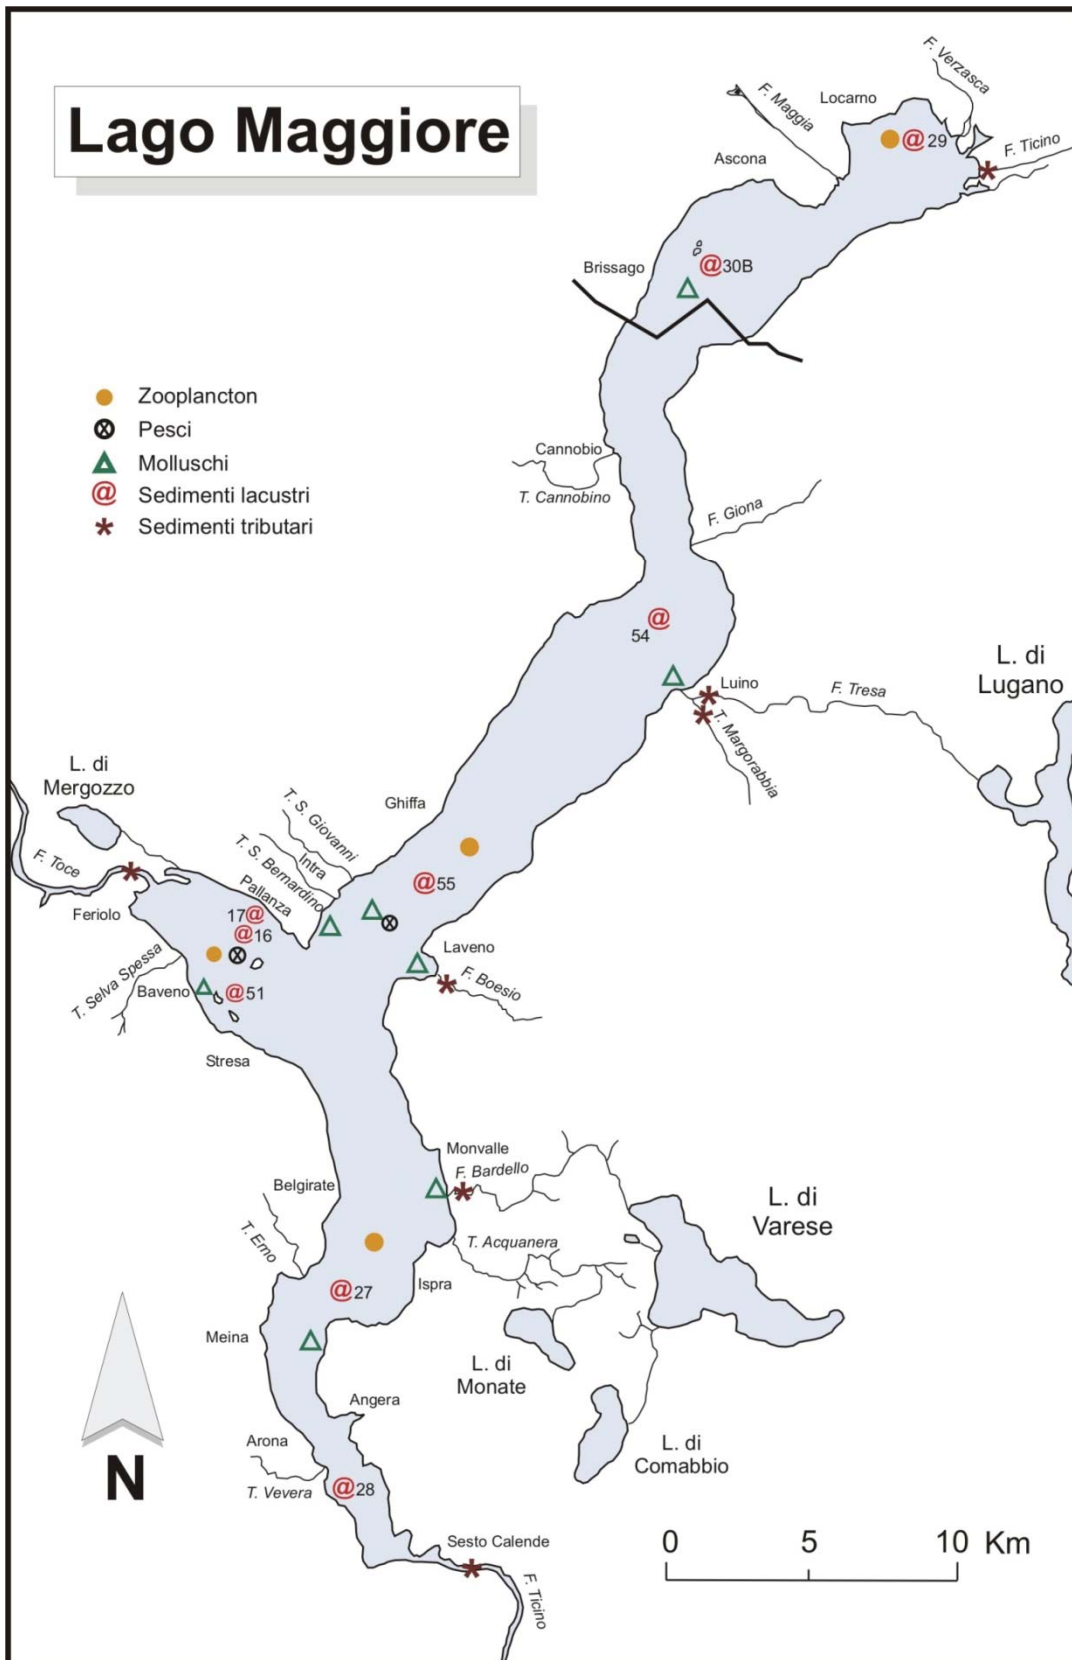 Lago Maggiore
F. Verzasca
Locarno
F. Maggia
@ 29
F. Ticino
Ascona
Brissago
@ 30B
Zooplancton
Pesci
Molluschi
@ Sedimenti lacustri
* Sedimenti tributari
Cannobio
T. Cannobino
F. Giona
@
54
L. di
Lugano
Luino
F. Tresa
T. Margorabbia
L. di
Mergozzo
Ghiffa
T. S. Giovanni
Intra
T. S. Bernardino
Pallanza
F. Toce
Feriolo
@ 55
17 @
@ 16
Laveno
F. Boesio
T. Selva Spessa
Baveno
@ 51
Stresa
Monvalle
F. Bardello
Belgirate
L. di
Varese
T. Erno
T. Acquanera
@ 27
Ispra
Meina
L. di
Monate
Angera
Arona
L. di
Comabbio
T. Vevera
@ 28
N
Sesto Calende
F. Ticino
0 5 10 Km